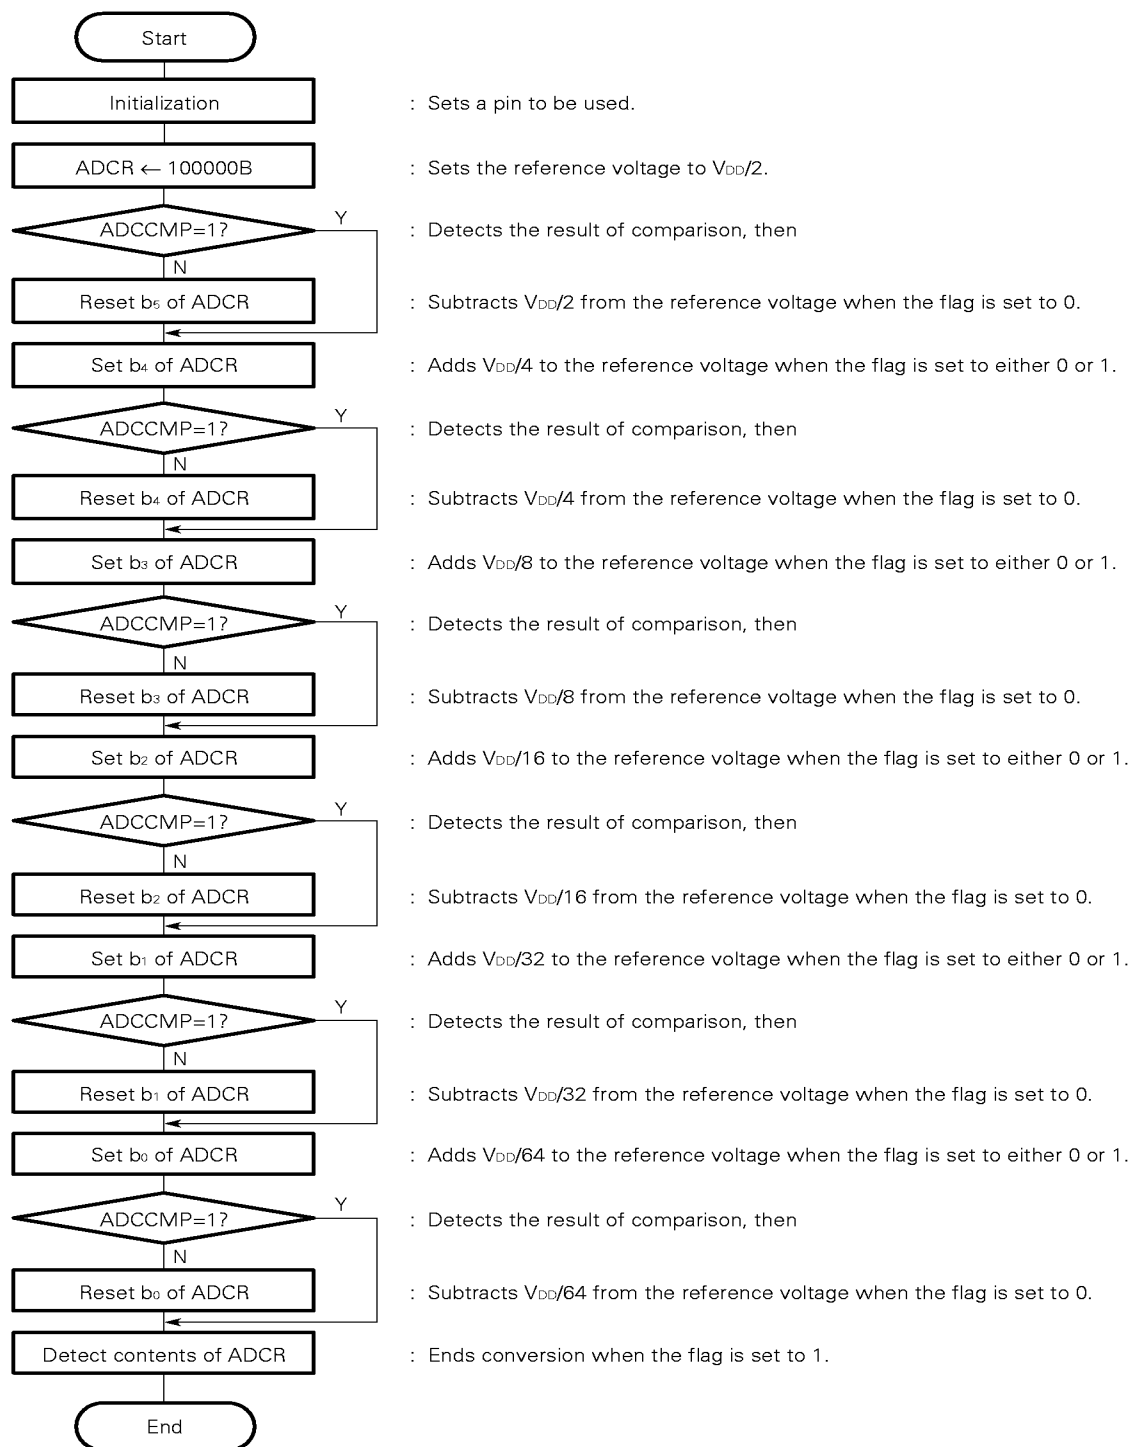 Start
Initialization : Sets a pin to be used.
ADCR ← 100000B : Sets the reference voltage to VDD/2.
ADCCMP=1? Y : Detects the result of comparison, then
N
Reset b5 of ADCR : Subtracts VDD/2 from the reference voltage when the flag is set to 0.
Set b4 of ADCR : Adds VDD/4 to the reference voltage when the flag is set to either 0 or 1.
ADCCMP=1? Y : Detects the result of comparison, then
N
Reset b4 of ADCR : Subtracts VDD/4 from the reference voltage when the flag is set to 0.
Set b3 of ADCR : Adds VDD/8 to the reference voltage when the flag is set to either 0 or 1.
ADCCMP=1? Y : Detects the result of comparison, then
N
Reset b3 of ADCR : Subtracts VDD/8 from the reference voltage when the flag is set to 0.
Set b2 of ADCR : Adds VDD/16 to the reference voltage when the flag is set to either 0 or 1.
ADCCMP=1? Y : Detects the result of comparison, then
N
Reset b2 of ADCR : Subtracts VDD/16 from the reference voltage when the flag is set to 0.
Set b1 of ADCR : Adds VDD/32 to the reference voltage when the flag is set to either 0 or 1.
ADCCMP=1? Y : Detects the result of comparison, then
N
Reset b1 of ADCR : Subtracts VDD/32 from the reference voltage when the flag is set to 0.
Set b0 of ADCR : Adds VDD/64 to the reference voltage when the flag is set to either 0 or 1.
ADCCMP=1? Y : Detects the result of comparison, then
N
Reset b0 of ADCR : Subtracts VDD/64 from the reference voltage when the flag is set to 0.
Detect contents of ADCR : Ends conversion when the flag is set to 1.
End